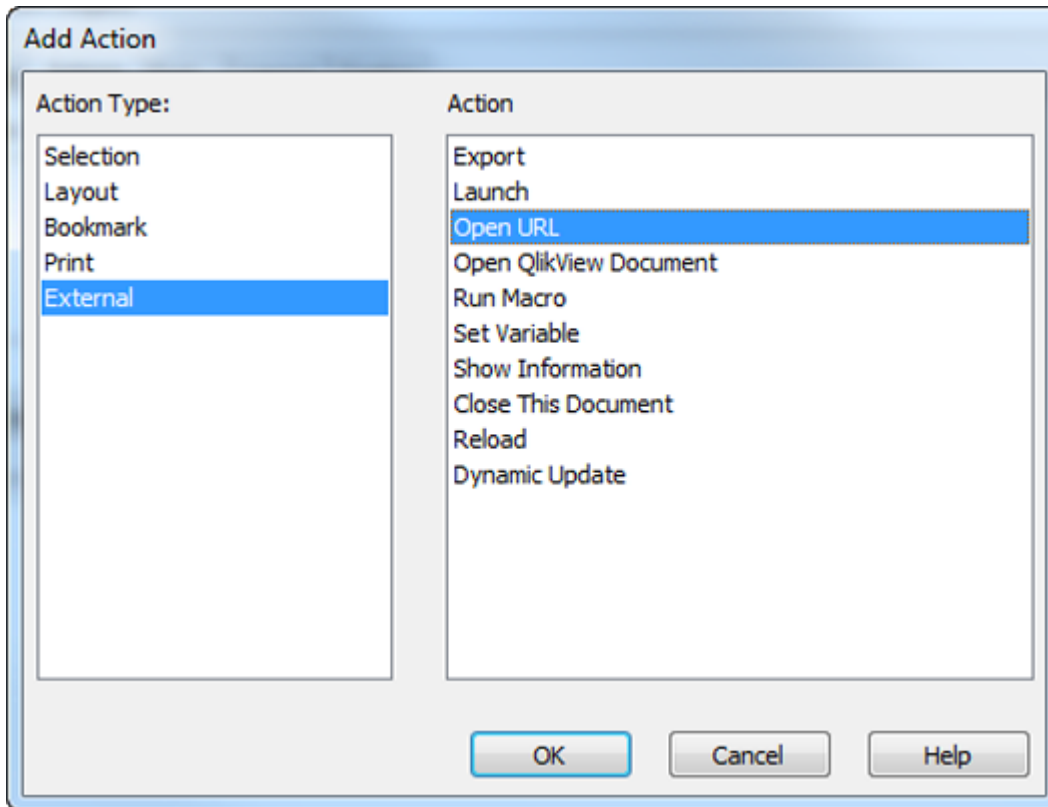 Add Action
Action Type:
Selection
Layout
Bookmark
Print
External
Action
Export
Launch
Open URL
Open QlikView Document
Run Macro
Set Variable
Show Information
Close This Document
Reload
Dynamic Update
OK
Cancel
Help